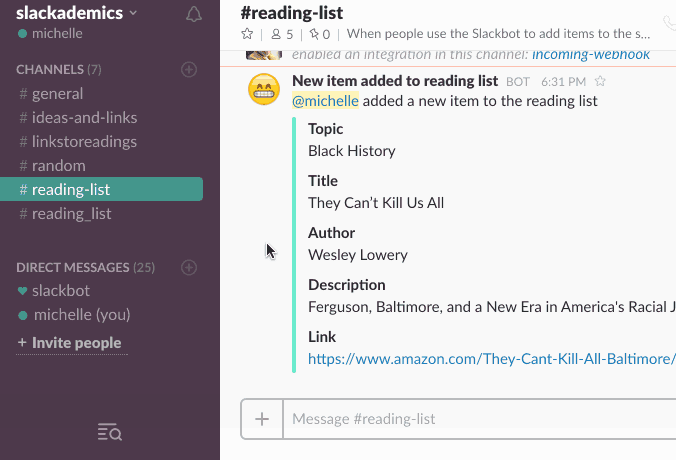 slackademics
michelle
CHANNELS (7)
# general
# ideas-and-links
# linkstoreadings
# random
# reading-list
# reading_list
DIRECT MESSAGES (25)
slackbot
michelle (you)
+ Invite people
#reading-list
5 | 0 | When people use the Slackbot to add items to the s...
enabled an integration in this channel: incoming-webhook
New item added to reading list BOT 6:31 PM
@michelle added a new item to the reading list
Topic
Black History
Title
They Can't Kill Us All
Author
Wesley Lowery
Description
Ferguson, Baltimore, and a New Era in America's Racial J
Link
https://www.amazon.com/They-Cant-Kill-All-Baltimore/
+ Message #reading-list